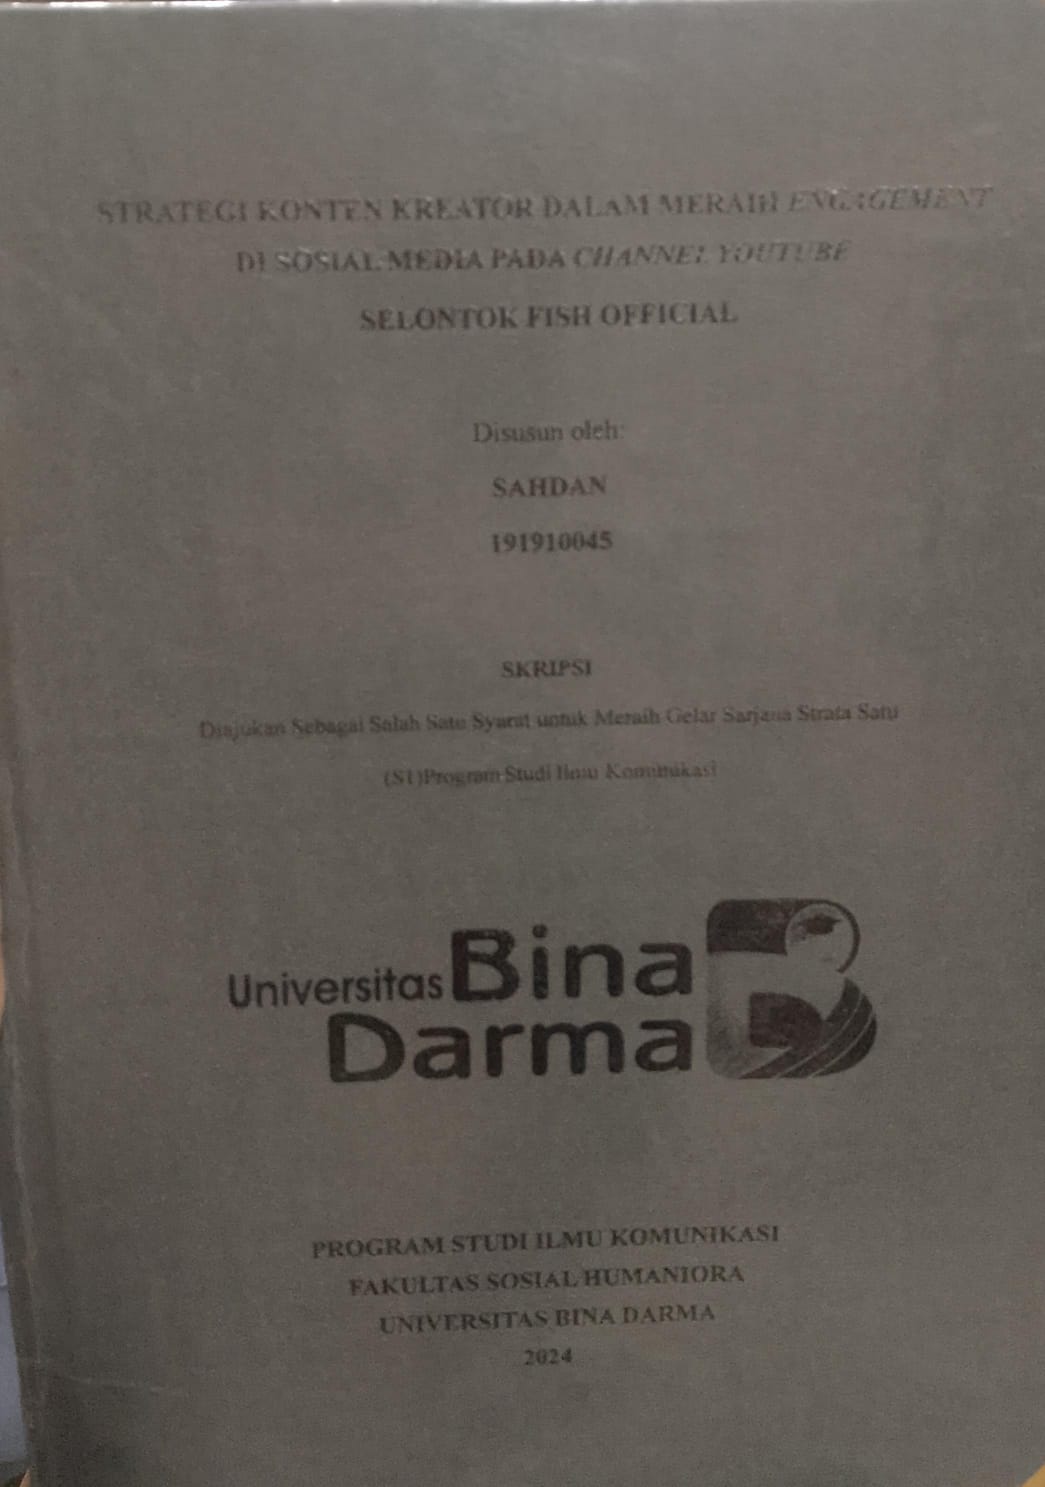 STRATEGI KONTEN KREATOR DALAM MERAIH ENGAGEMENT
DI SOSIAL MEDIA PADA CHANNEL YOUTUBE
SELONTOK FISH OFFICIAL
Disusun oleh:
SAHDAN
191910045
SKRIPSI
Diajukan Sebagai Salah Satu Syarat untuk Meraih Gelar Sarjana Strata Satu
(S1)Program Studi Ilmu Komunikasi
Universitas Bina
Darma
PROGRAM STUDI ILMU KOMUNIKASI
FAKULTAS SOSIAL HUMANIORA
UNIVERSITAS BINA DARMA
2024